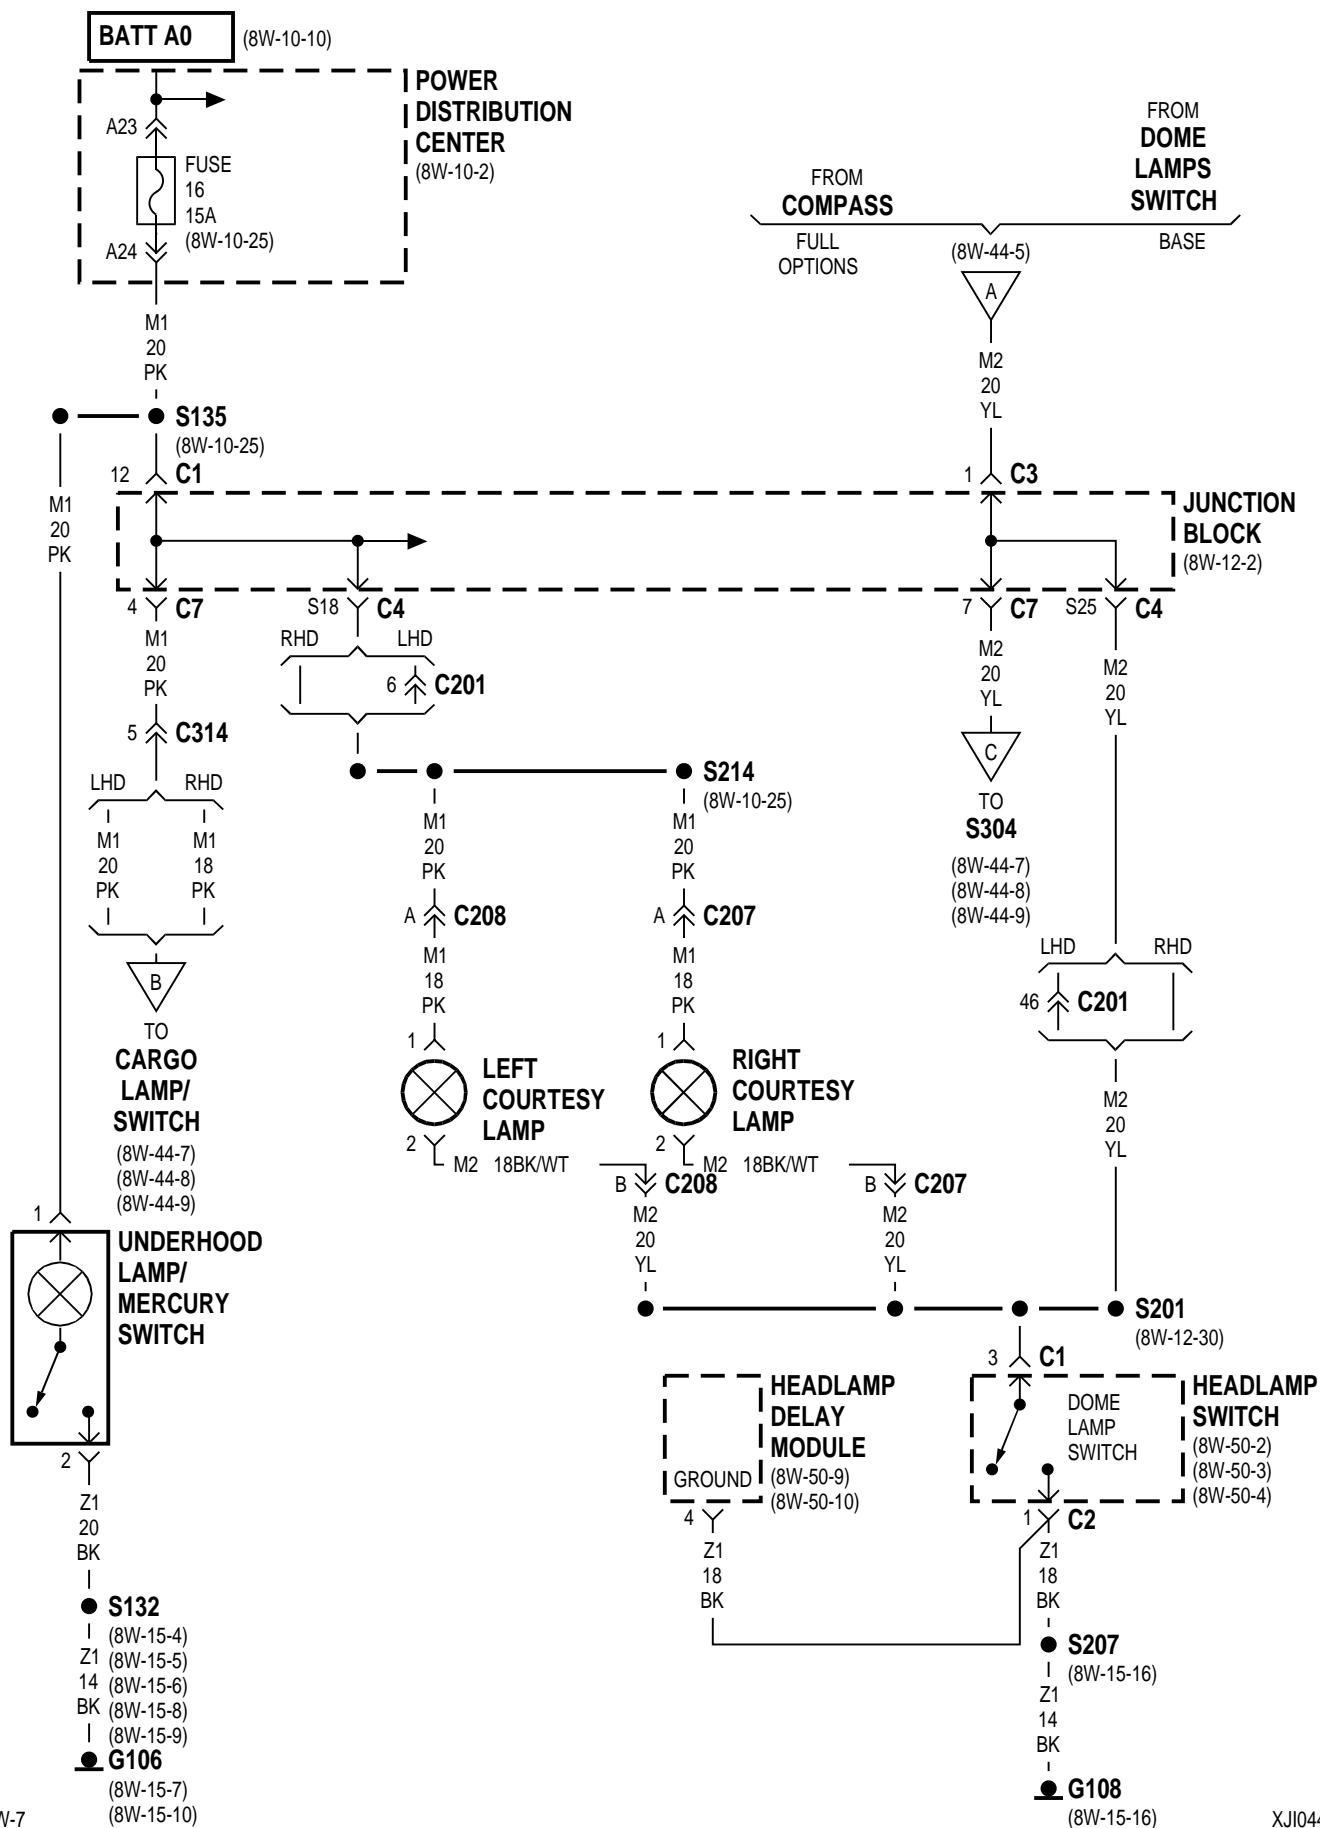 BATT A0
(8W-10-10)
POWER
DISTRIBUTION
CENTER
(8W-10-2)
A23
FUSE
16
15A
(8W-10-25)
A24
FROM
COMPASS
FULL
OPTIONS
FROM
DOME
LAMPS
SWITCH
BASE
(8W-44-5)
A
M1
20
PK
M2
20
YL
S135
(8W-10-25)
12
C1
1
C3
M1
20
PK
JUNCTION
BLOCK
(8W-12-2)
4
C7
S18
C4
7
C7
S25
C4
M1
20
PK
RHD
LHD
6
C201
M2
20
YL
M2
20
YL
5
C314
C
TO
S304
(8W-44-7)
(8W-44-8)
(8W-44-9)
LHD
RHD
M1
20
PK
M1
18
PK
S214
(8W-10-25)
M1
20
PK
M1
20
PK
A
C208
A
C207
M1
18
PK
M1
18
PK
LHD
RHD
46
C201
B
TO
CARGO
LAMP/
SWITCH
(8W-44-7)
(8W-44-8)
(8W-44-9)
1
LEFT
COURTESY
LAMP
2
1
RIGHT
COURTESY
LAMP
2
M2
20
YL
M2 18BK/WT
B
C208
M2 18BK/WT
B
C207
M2
20
YL
M2
20
YL
1
UNDERHOOD
LAMP/
MERCURY
SWITCH
2
S201
(8W-12-30)
3
C1
HEADLAMP
DELAY
MODULE
(8W-50-9)
(8W-50-10)
GROUND
4
DOME
LAMP
SWITCH
HEADLAMP
SWITCH
(8W-50-2)
(8W-50-3)
(8W-50-4)
1
C2
Z1
20
BK
Z1
18
BK
Z1
18
BK
S132
(8W-15-4)
(8W-15-5)
(8W-15-6)
(8W-15-8)
(8W-15-9)
Z1
14
BK
S207
(8W-15-16)
Z1
14
BK
G106
(8W-15-7)
(8W-15-10)
G108
(8W-15-16)
W-7
XJI044